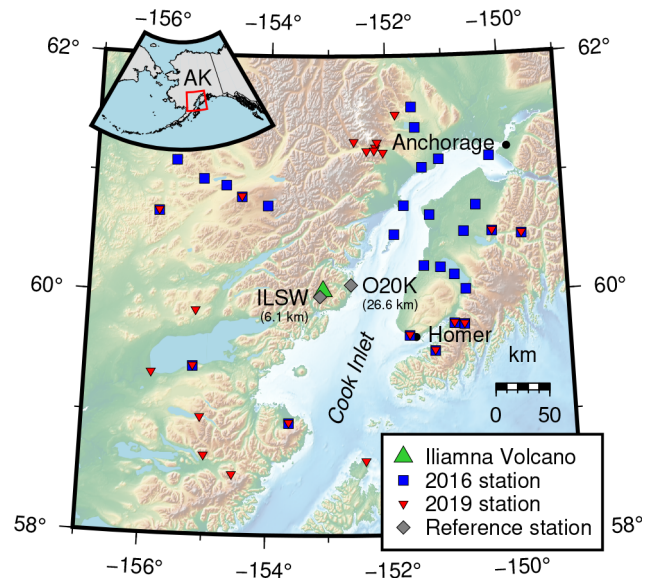 −156° −154° −152° −150°
62° 62°
AK
Anchorage
60° 60°
O20K
(26.6 km)
ILSW
(6.1 km)
Homer
Cook Inlet
km
0 50
Iliamna Volcano
2016 station
2019 station
Reference station
58° 58°
−156° −154° −152° −150°